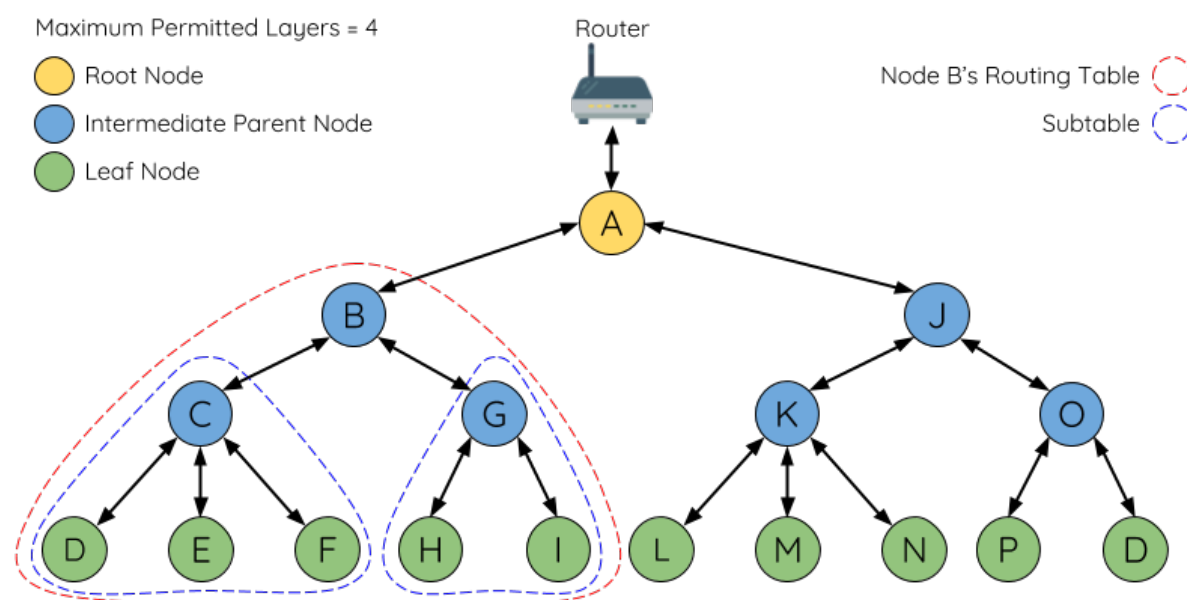 Maximum Permitted Layers = 4
Router
Root Node
Node B's Routing Table
Intermediate Parent Node
Subtable
Leaf Node
A
B
J
C
G
K
O
D
E
F
H
I
L
M
N
P
D